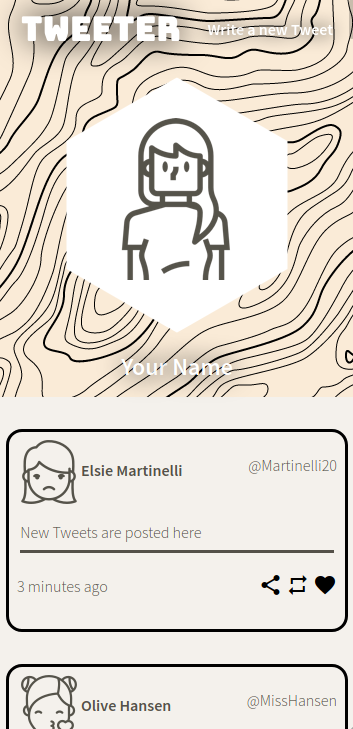 TWEETER
Write a new Tweet
Your Name
Elsie Martinelli
@Martinelli20
New Tweets are posted here
3 minutes ago
Olive Hansen
@MissHansen